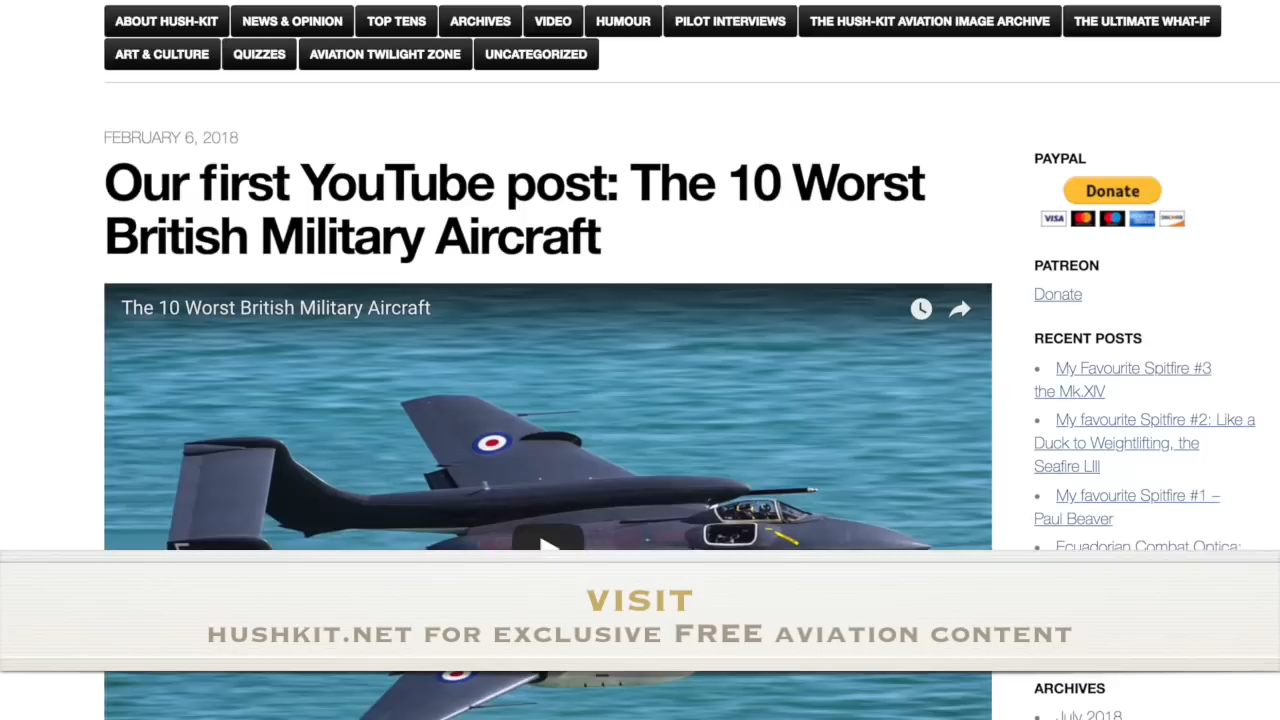 ABOUT HUSH-KIT NEWS & OPINION TOP TENS ARCHIVES VIDEO HUMOUR PILOT INTERVIEWS THE HUSH-KIT AVIATION IMAGE ARCHIVE THE ULTIMATE WHAT-IF
ART & CULTURE QUIZZES AVIATION TWILIGHT ZONE UNCATEGORIZED
FEBRUARY 6, 2018
Our first YouTube post: The 10 Worst
British Military Aircraft
The 10 Worst British Military Aircraft
PAYPAL
Donate
VISA
PATREON
Donate
RECENT POSTS
My Favourite Spitfire #3
the Mk.XIV
My favourite Spitfire #2: Like a
Duck to Weightlifting, the
Seafire LIII
My favourite Spitfire #1 –
Paul Beaver
Ecuadorian Combat Optica:
VISIT
HUSHKIT.NET FOR EXCLUSIVE FREE AVIATION CONTENT
ARCHIVES
July 2018